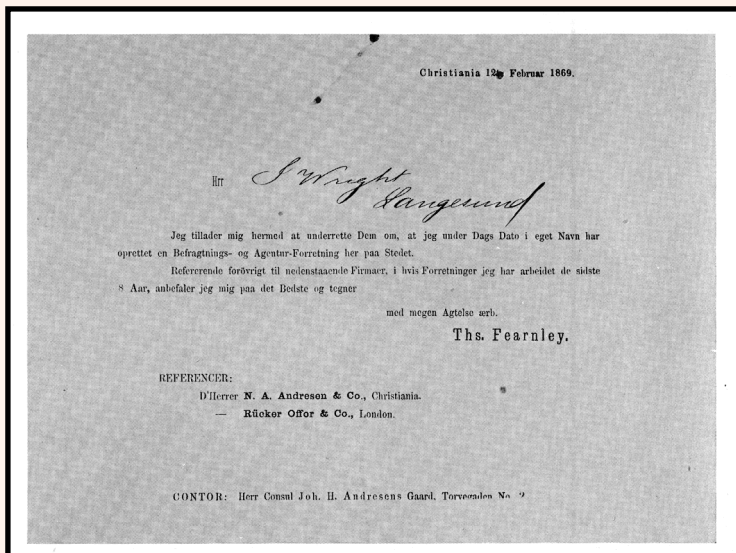 Christiania 12te Februar 1869.
Hrr J Wright
Langesund
Jeg tillader mig hermed at underrette Dem om, at jeg under Dags Dato i eget Navn har
oprettet en Befragtnings- og Agentur-Forretning her paa Stedet.
Refererende forövrigt til nedenstaaende Firmaer, i hvis Forretninger jeg har arbeidet de sidste
8 Aar, anbefaler jeg mig paa det Bedste og tegner
med megen Agtelse ærb.
Ths. Fearnley.
REFERENCER:
D'Herrer N. A. Andresen & Co., Christiania.
— Rücker Offor & Co., London.
CONTOR: Herr Consul Joh. H. Andresens Gaard, Torvegaden No.